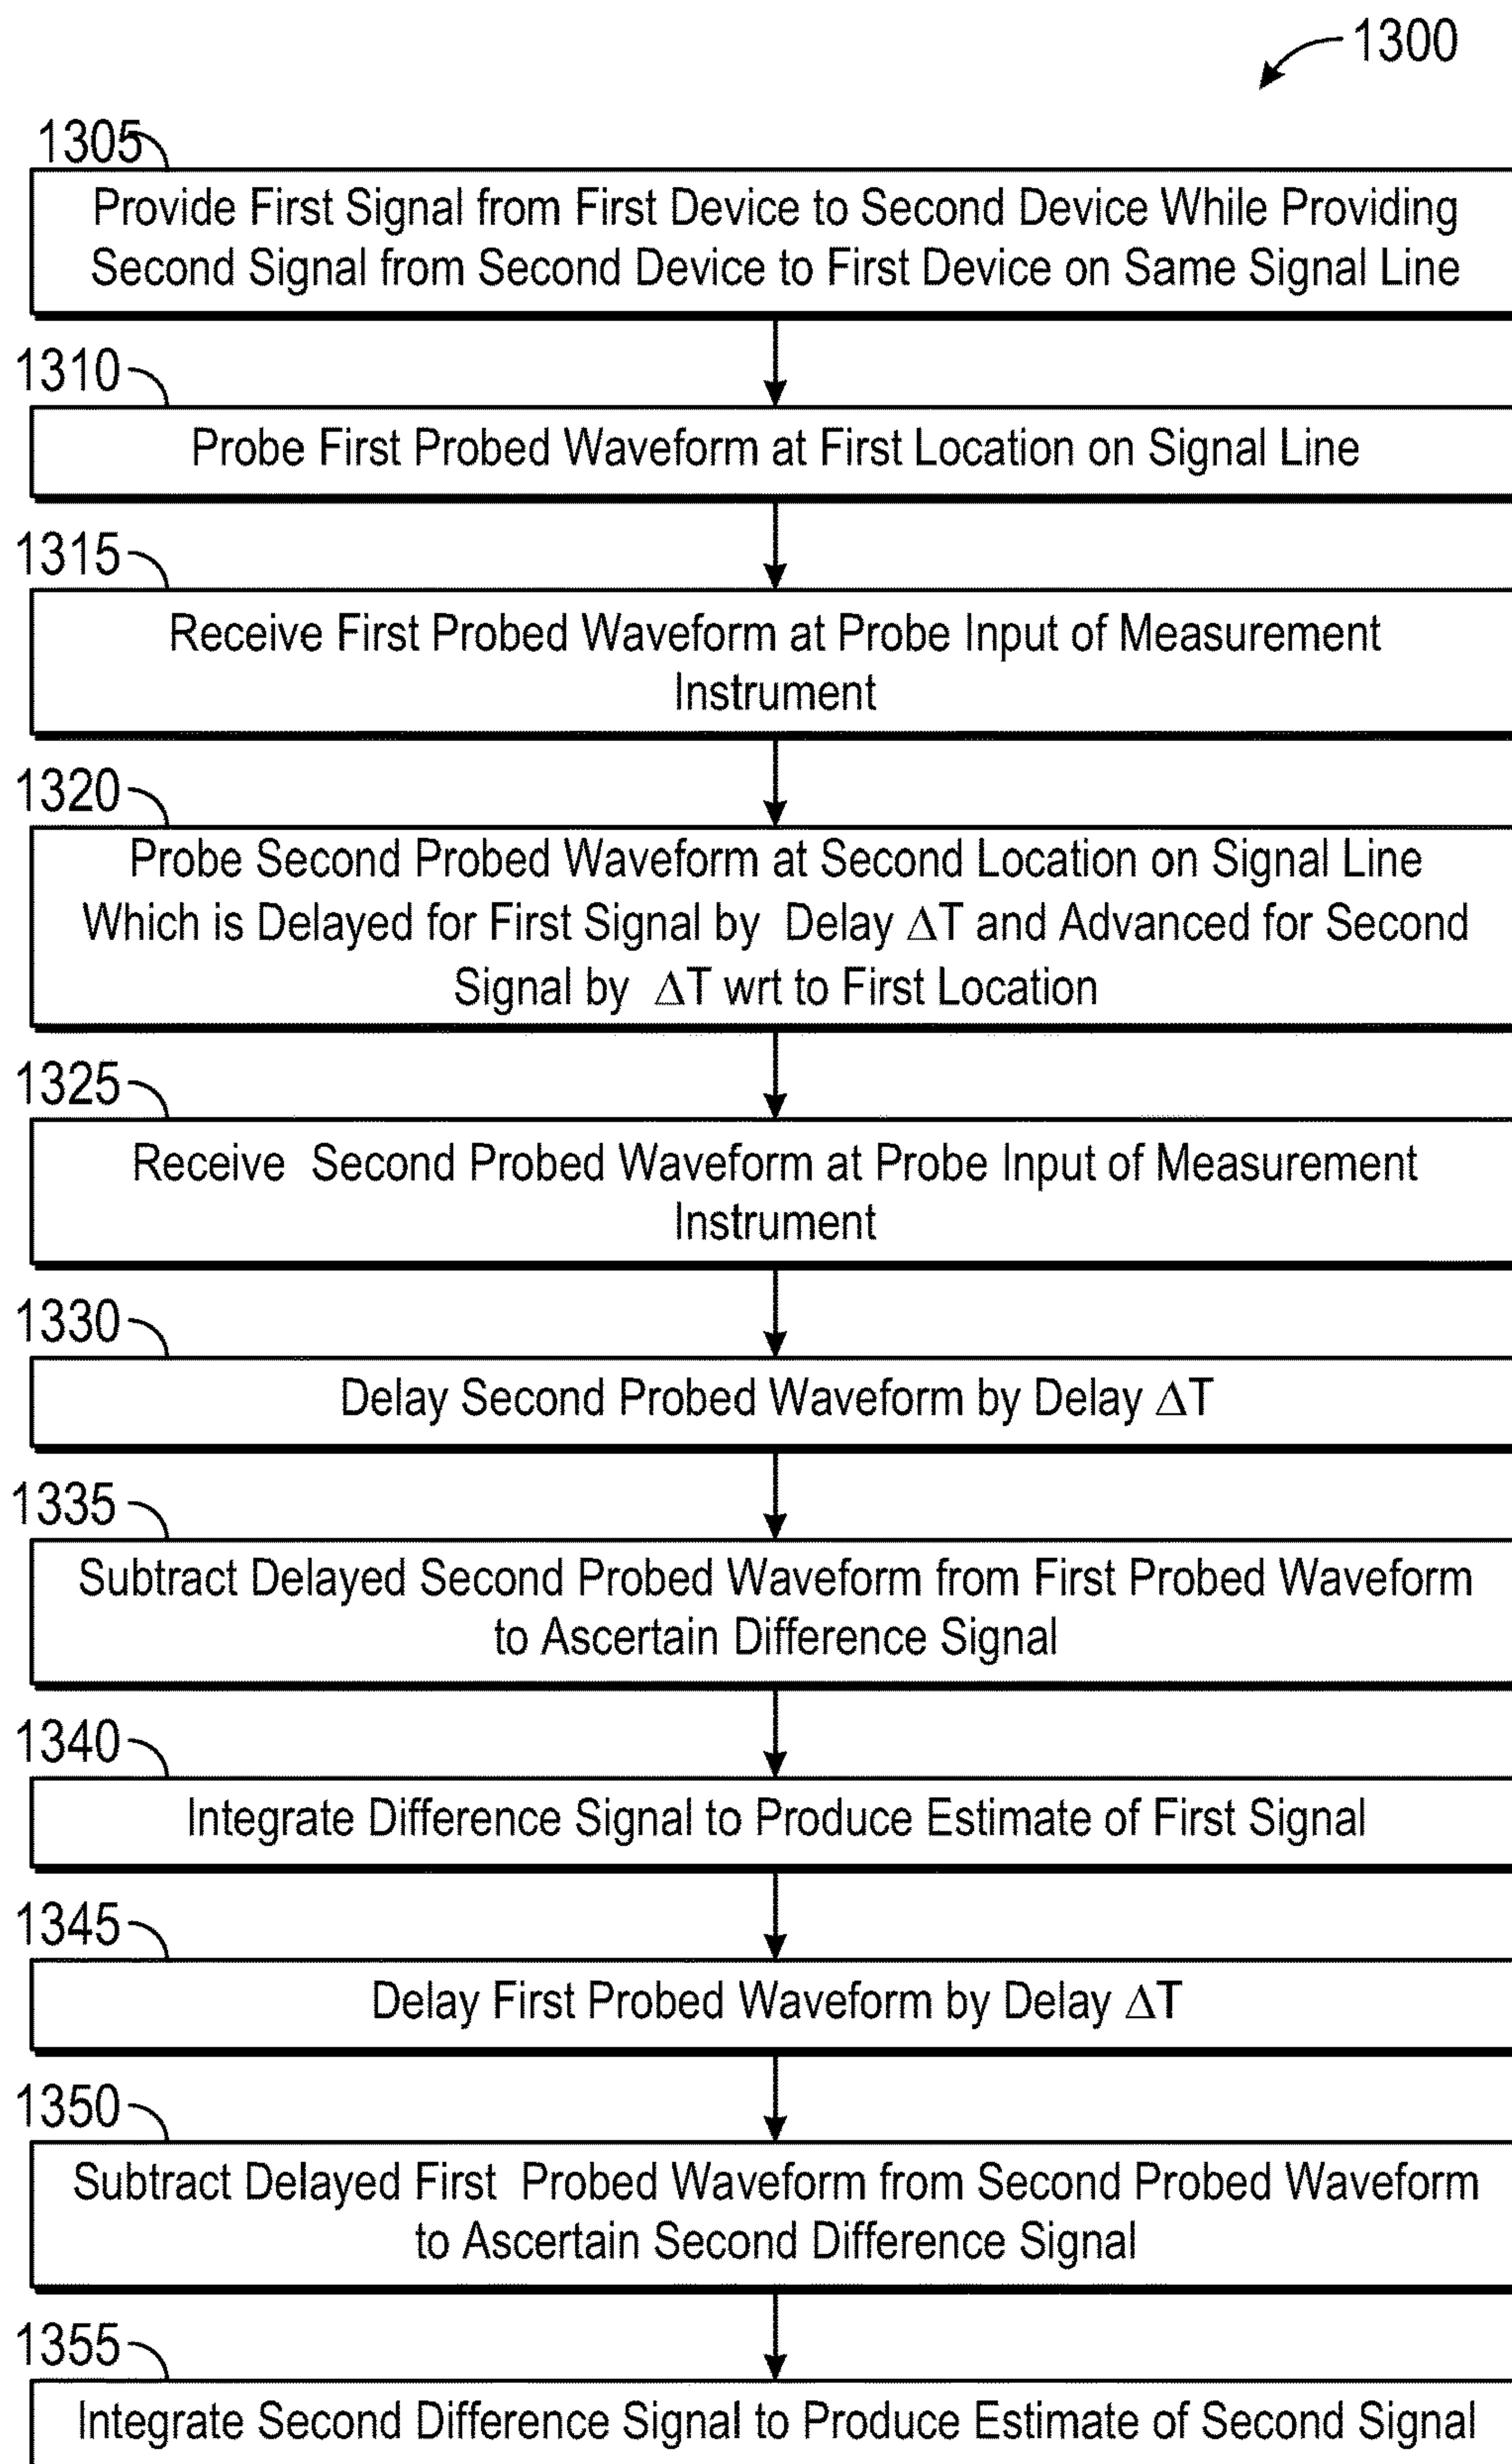 1300
1305
Provide First Signal from First Device to Second Device While Providing
Second Signal from Second Device to First Device on Same Signal Line
1310
Probe First Probed Waveform at First Location on Signal Line
1315
Receive First Probed Waveform at Probe Input of Measurement
Instrument
1320
Probe Second Probed Waveform at Second Location on Signal Line
Which is Delayed for First Signal by Delay ΔT and Advanced for Second
Signal by ΔT wrt to First Location
1325
Receive Second Probed Waveform at Probe Input of Measurement
Instrument
1330
Delay Second Probed Waveform by Delay ΔT
1335
Subtract Delayed Second Probed Waveform from First Probed Waveform
to Ascertain Difference Signal
1340
Integrate Difference Signal to Produce Estimate of First Signal
1345
Delay First Probed Waveform by Delay ΔT
1350
Subtract Delayed First Probed Waveform from Second Probed Waveform
to Ascertain Second Difference Signal
1355
Integrate Second Difference Signal to Produce Estimate of Second Signal